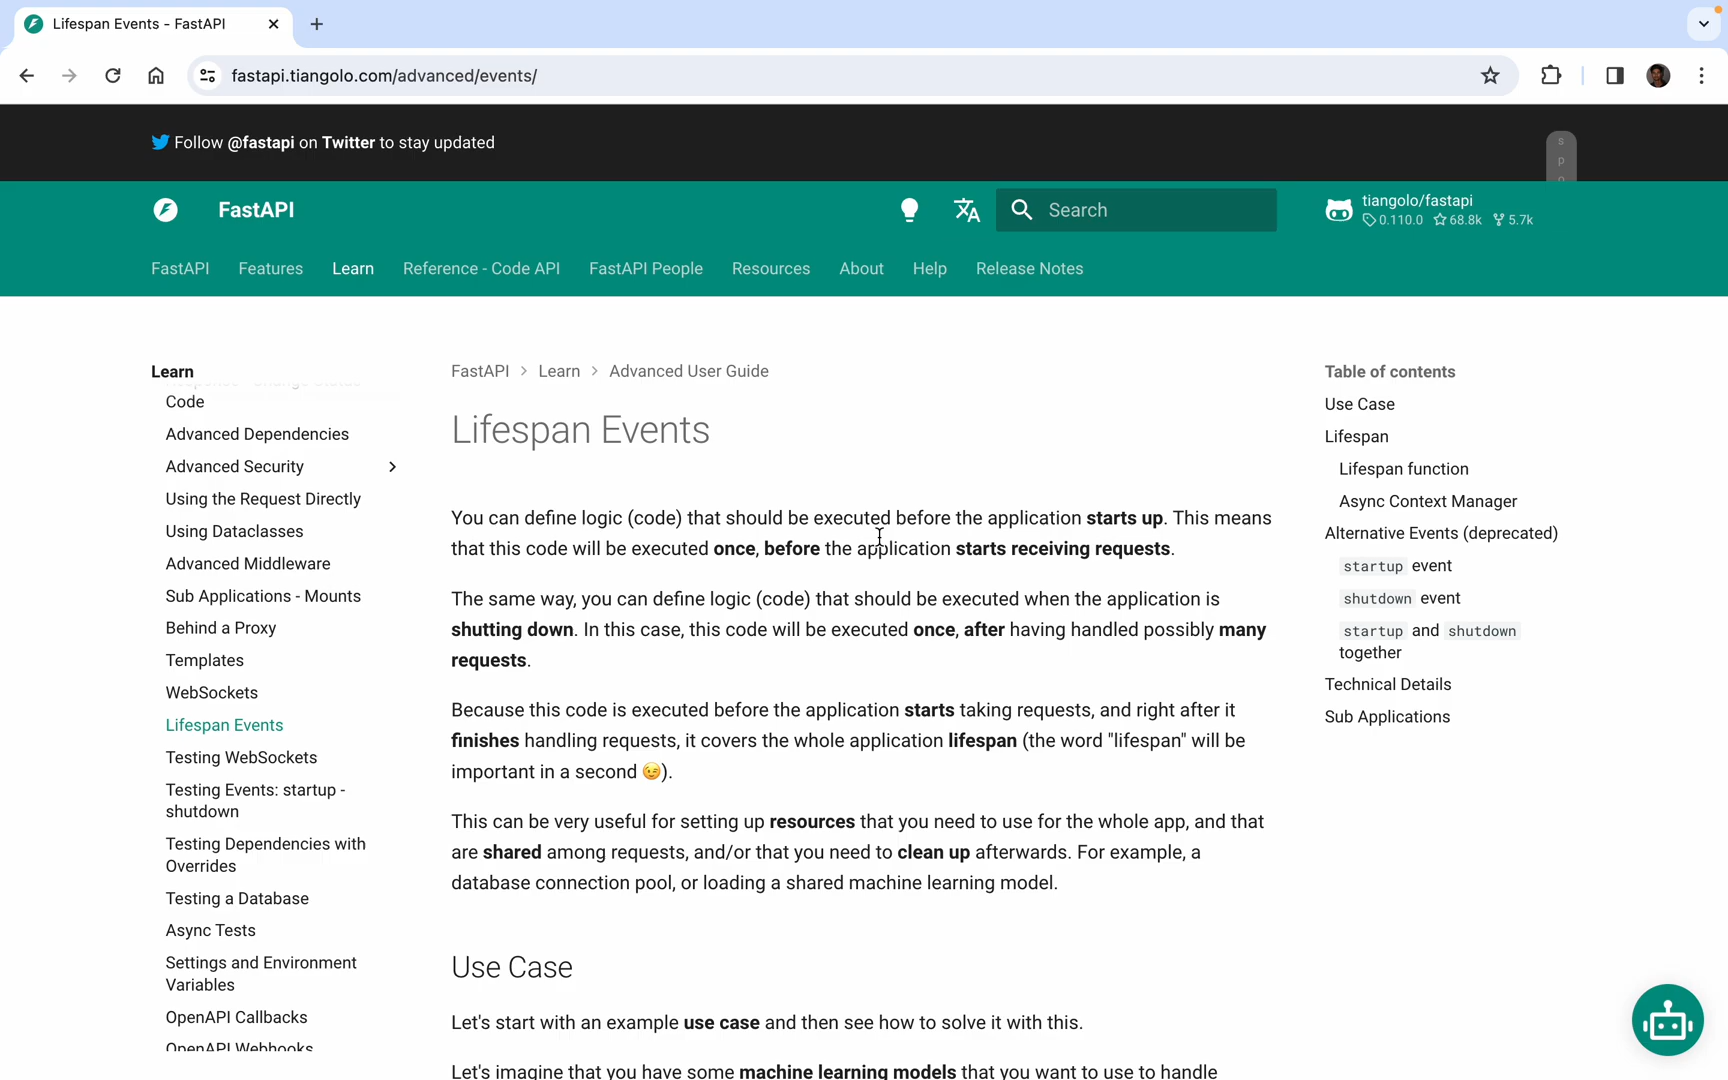 Lifespan Events - FastAPI
fastapi.tiangolo.com/advanced/events/
Follow @fastapi on Twitter to stay updated
s
p
FastAPI
Search
tiangolo/fastapi
0.110.0 68.8k 5.7k
FastAPI Features Learn Reference - Code API FastAPI People Resources About Help Release Notes
Learn
Code
Advanced Dependencies
Advanced Security
Using the Request Directly
Using Dataclasses
Advanced Middleware
Sub Applications - Mounts
Behind a Proxy
Templates
WebSockets
Lifespan Events
Testing WebSockets
Testing Events: startup -
shutdown
Testing Dependencies with
Overrides
Testing a Database
Async Tests
Settings and Environment
Variables
OpenAPI Callbacks
OpenAPI Webhooks
FastAPI > Learn > Advanced User Guide
Lifespan Events
You can define logic (code) that should be executed before the application starts up. This means
that this code will be executed once, before the application starts receiving requests.
The same way, you can define logic (code) that should be executed when the application is
shutting down. In this case, this code will be executed once, after having handled possibly many
requests.
Because this code is executed before the application starts taking requests, and right after it
finishes handling requests, it covers the whole application lifespan (the word "lifespan" will be
important in a second 😉).
This can be very useful for setting up resources that you need to use for the whole app, and that
are shared among requests, and/or that you need to clean up afterwards. For example, a
database connection pool, or loading a shared machine learning model.
Use Case
Let's start with an example use case and then see how to solve it with this.
Let's imagine that you have some machine learning models that you want to use to handle
Table of contents
Use Case
Lifespan
Lifespan function
Async Context Manager
Alternative Events (deprecated)
startup event
shutdown event
startup and shutdown
together
Technical Details
Sub Applications